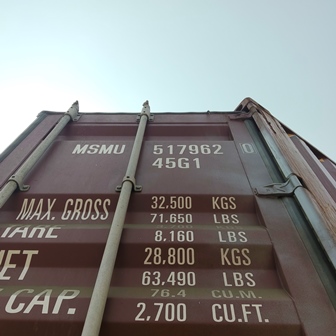 MSMU 517962 0
45G1
MAX. GROSS 32,500 KGS
71.650 LBS
TARE 8,160 LBS
NET 28.800 KGS
63,490 LBS
CAP. 76.4 CU.M.
2,700 CU.FT.